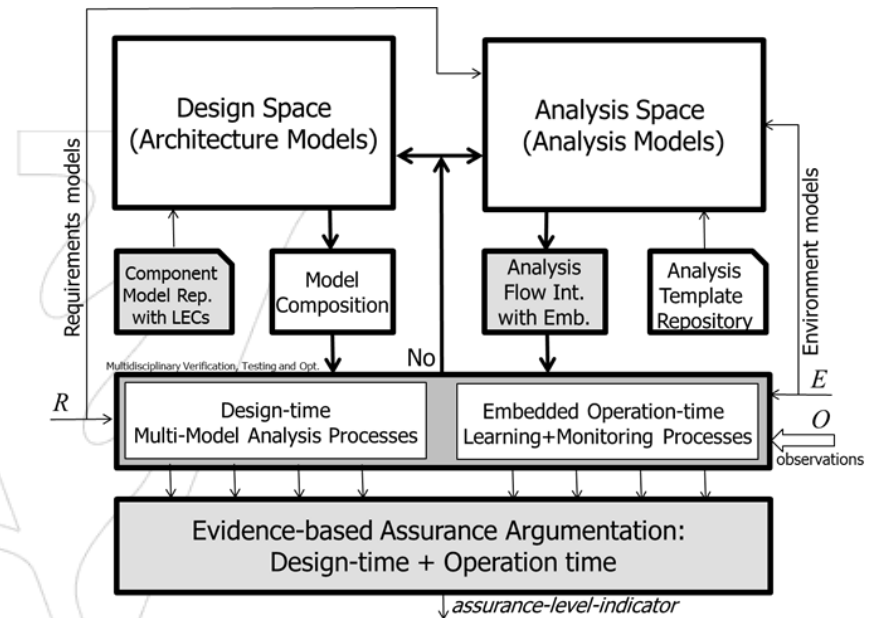 Design Space
(Architecture Models)
Analysis Space
(Analysis Models)
Requirements models
Environment models
Component
Model Rep.
with LECs
Model
Composition
Analysis
Flow Int.
with Emb.
Analysis
Template
Repository
Multidisciplinary Verification, Testing and Opt.
No
R
E
O
observations
Design-time
Multi-Model Analysis Processes
Embedded Operation-time
Learning+Monitoring Processes
Evidence-based Assurance Argumentation:
Design-time + Operation time
assurance-level-indicator